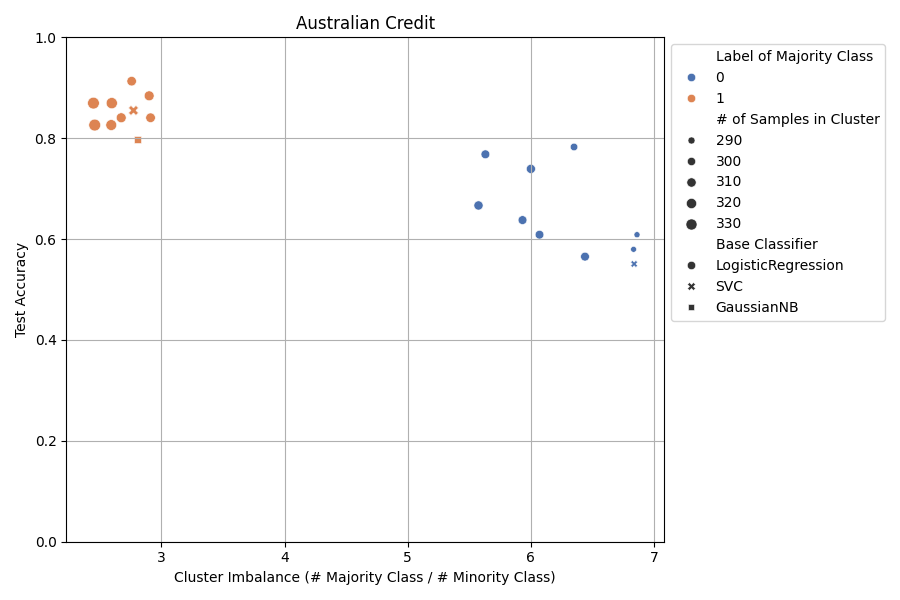 Australian Credit
1.0
0.8
0.6
0.4
0.2
0.0
Test Accuracy
3
4
5
6
7
Cluster Imbalance (# Majority Class / # Minority Class)
Label of Majority Class
0
1
# of Samples in Cluster
290
300
310
320
330
Base Classifier
LogisticRegression
SVC
GaussianNB